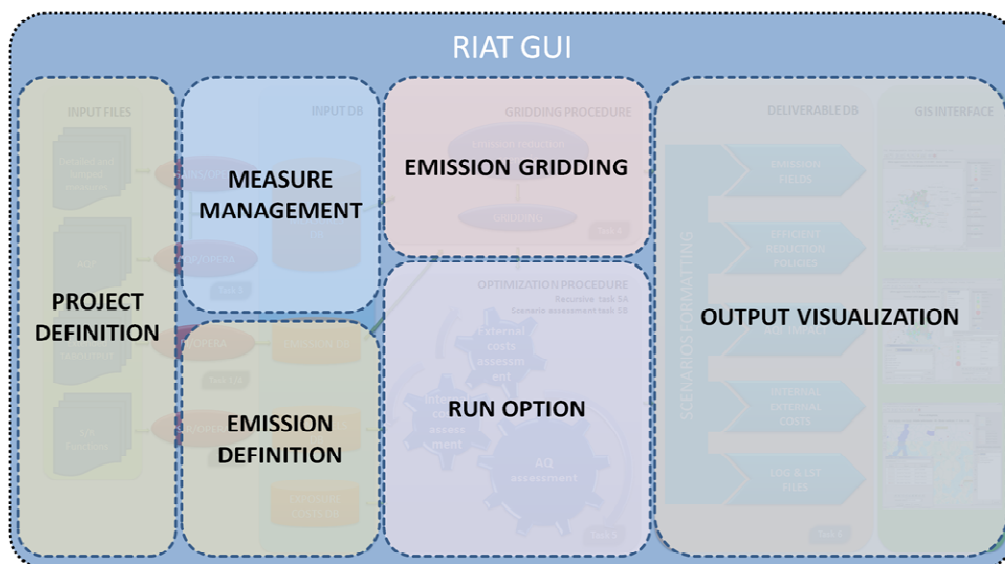 RIAT GUI
INPUT FILES
INPUT DB
GRIDDING PROCEDURE
DELIVERABLE DB
GIS INTERFACE
PROJECT
DEFINITION
MEASURE
MANAGEMENT
EMISSION
DEFINITION
EMISSION GRIDDING
GRIDDING
OPTIMIZATION PROCEDURE
Recursive task 5A
Scenario assessment task 5B
External
costs
assessm
ent
RUN OPTION
AQ
assessment
OUTPUT VISUALIZATION
SCENARIOS FORMATTING
EMISSION
FIELDS
EFFICIENT
REDUCTION
POLICIES
INTERNAL
EXTERNAL
COSTS
LOG & LST
FILES